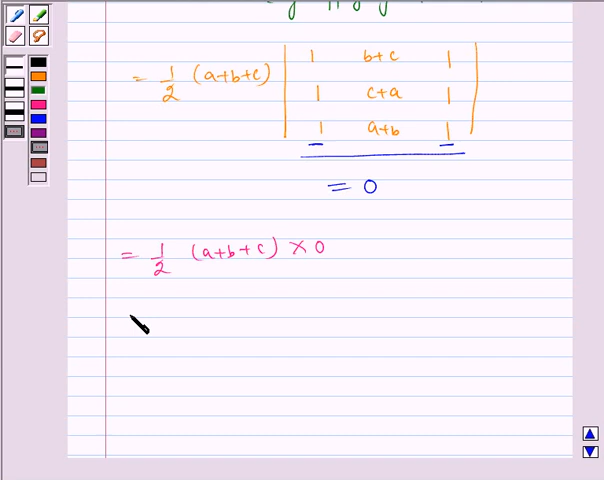 = 1/2 (a+b+c) | 1 b+c 1 |
| 1 c+a 1 |
| 1 a+b 1 |
= 0
= 1/2 (a+b+c) × 0